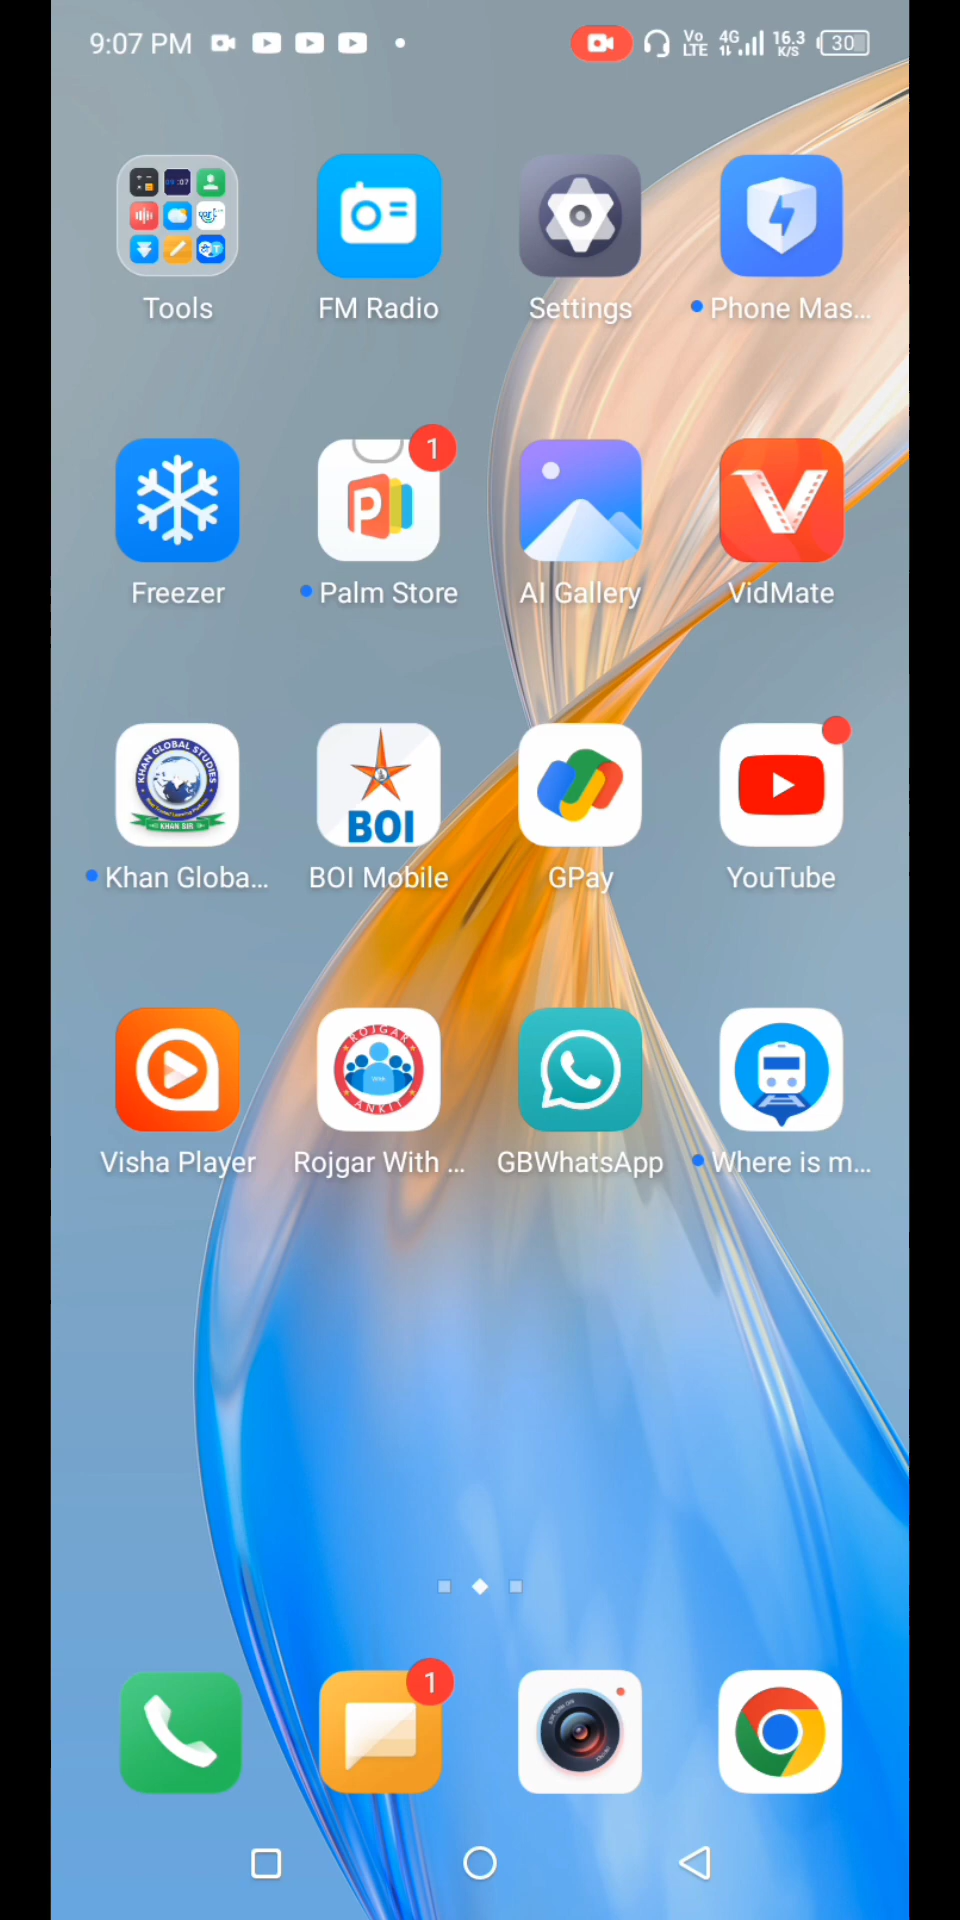 9:07 PM Vo LTE 4G 16.3 K/S 30
Tools FM Radio Settings Phone Mas...
1
Freezer Palm Store AI Gallery VidMate
KHAN GLOBAL STUDIES
KHAN SIR
BOI
Khan Globa... BOI Mobile GPay YouTube
ROJGAR
ANKIT
Visha Player Rojgar With ... GBWhatsApp Where is m...
1